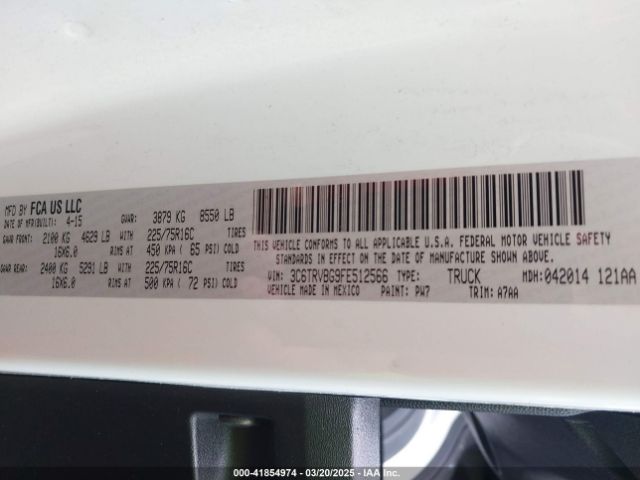 MFD BY FCA US LLC
DATE OF MFR(BUILT): 4-15 GVWR: 3879 KG 8550 LB
GAWR FRONT: 2100 KG 4629 LB WITH 225/75R16C TIRES
16X6.0 RIMS AT 450 KPA ( 65 PSI) COLD
GAWR REAR: 2400 KG 5291 LB WITH 225/75R16C TIRES
16X6.0 RIMS AT 500 KPA ( 72 PSI) COLD
THIS VEHICLE CONFORMS TO ALL APPLICABLE U.S.A. FEDERAL MOTOR VEHICLE SAFETY
STANDARDS IN EFFECT ON THE DATE OF MANUFACTURE SHOWN ABOVE.
VIN: 3C6TRVBG9FE512566 TYPE: TRUCK MDH: 042014 121AA
VEHICLE MADE IN MEXICO PAINT: PW7 TRIM: A7AA
000-41854974 | 03/20/2025 | IAA Inc.